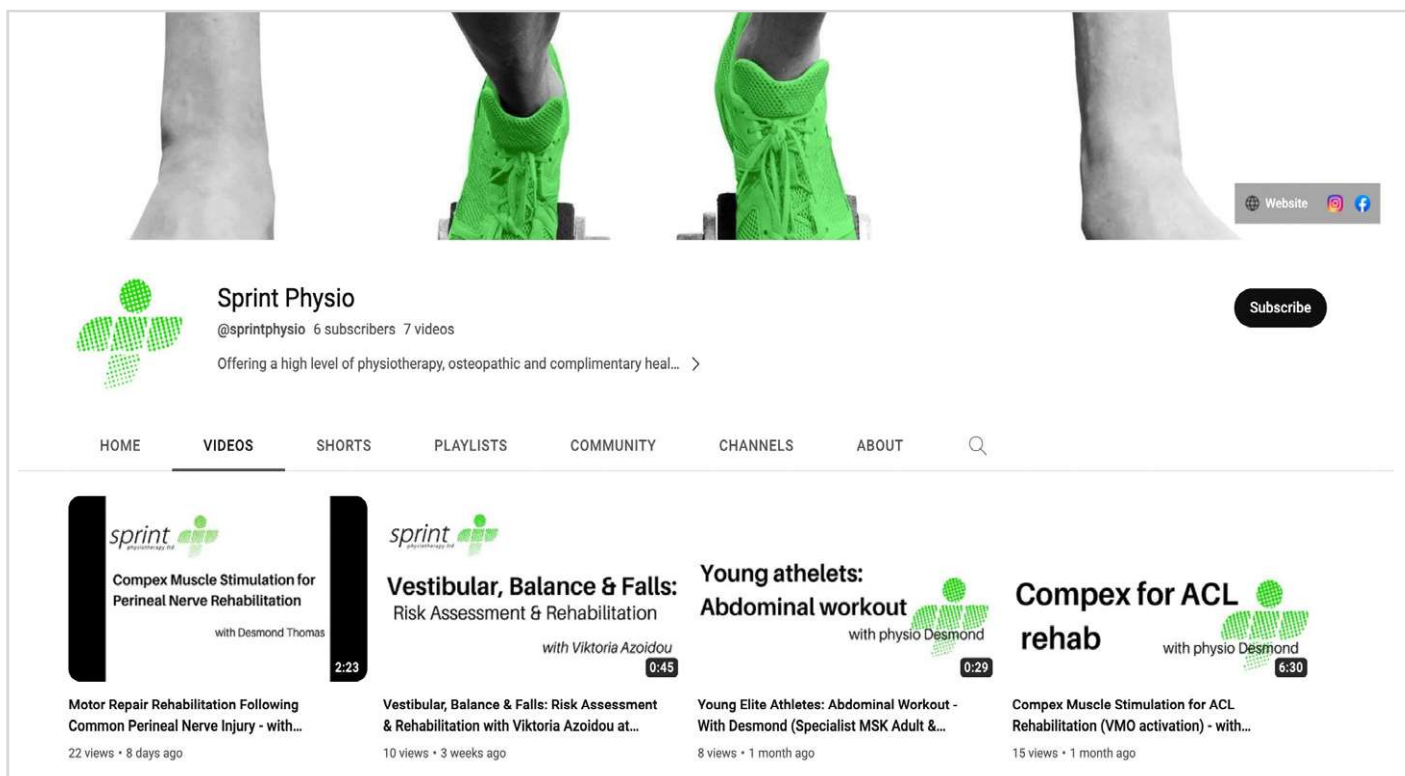 Website
Sprint Physio
Subscribe
@sprintphysio 6 subscribers 7 videos
Offering a high level of physiotherapy, osteopathic and complimentary heal...
HOME VIDEOS SHORTS PLAYLISTS COMMUNITY CHANNELS ABOUT
sprint
physiotherapy ltd
Compex Muscle Stimulation for
Perineal Nerve Rehabilitation
with Desmond Thomas
2:23
sprint
physiotherapy ltd
Vestibular, Balance & Falls:
Risk Assessment & Rehabilitation
with Viktoria Azoidou
0:45
Young athelets:
Abdominal workout
with physio Desmond
0:29
Compex for ACL
rehab
with physio Desmond
6:30
Motor Repair Rehabilitation Following
Common Perineal Nerve Injury - with...
22 views • 8 days ago
Vestibular, Balance & Falls: Risk Assessment
& Rehabilitation with Viktoria Azoidou at...
10 views • 3 weeks ago
Young Elite Athletes: Abdominal Workout -
With Desmond (Specialist MSK Adult &...
8 views • 1 month ago
Compex Muscle Stimulation for ACL
Rehabilitation (VMO activation) - with...
15 views • 1 month ago